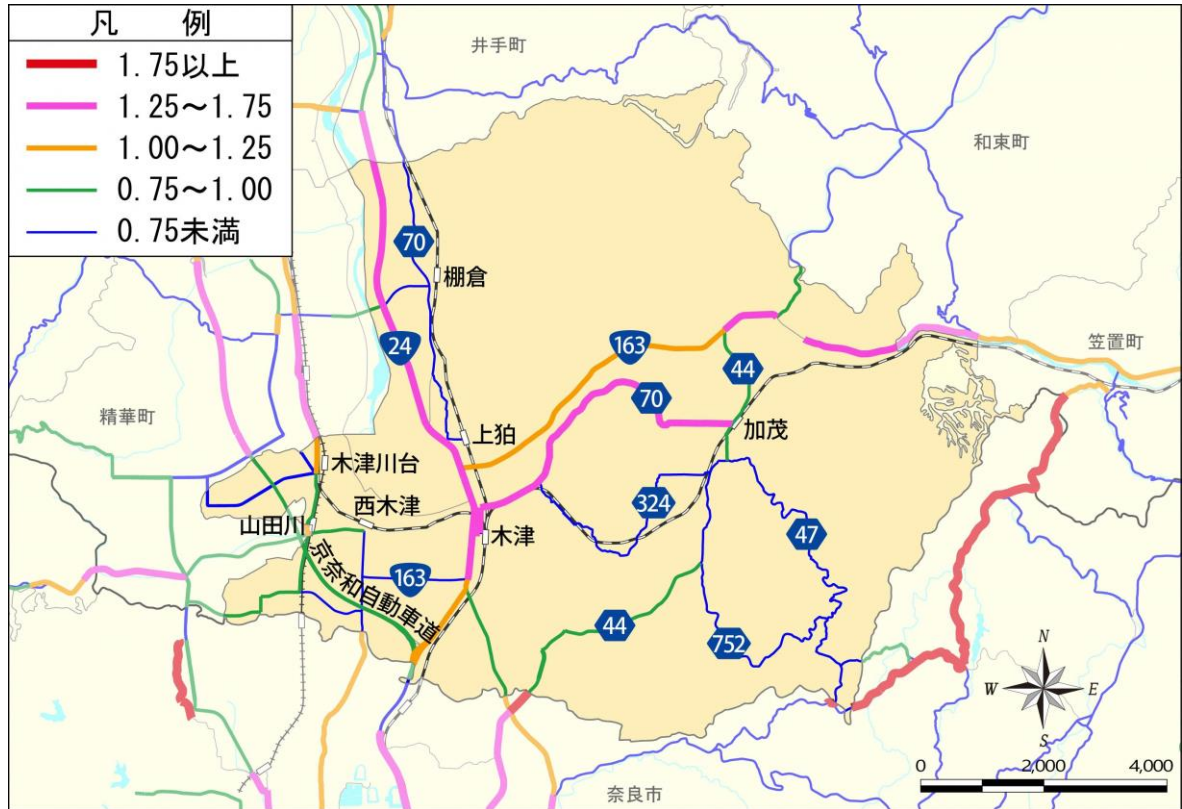 凡 例
1.75以上
1.25～1.75
1.00～1.25
0.75～1.00
0.75未満
井手町
和束町
70
棚倉
24
163
笠置町
44
70
精華町
加茂
上狛
木津川台
西木津
324
山田川
木津
47
京奈和自動車道
163
44
752
N
W E
S
0 2,000 4,000
奈良市